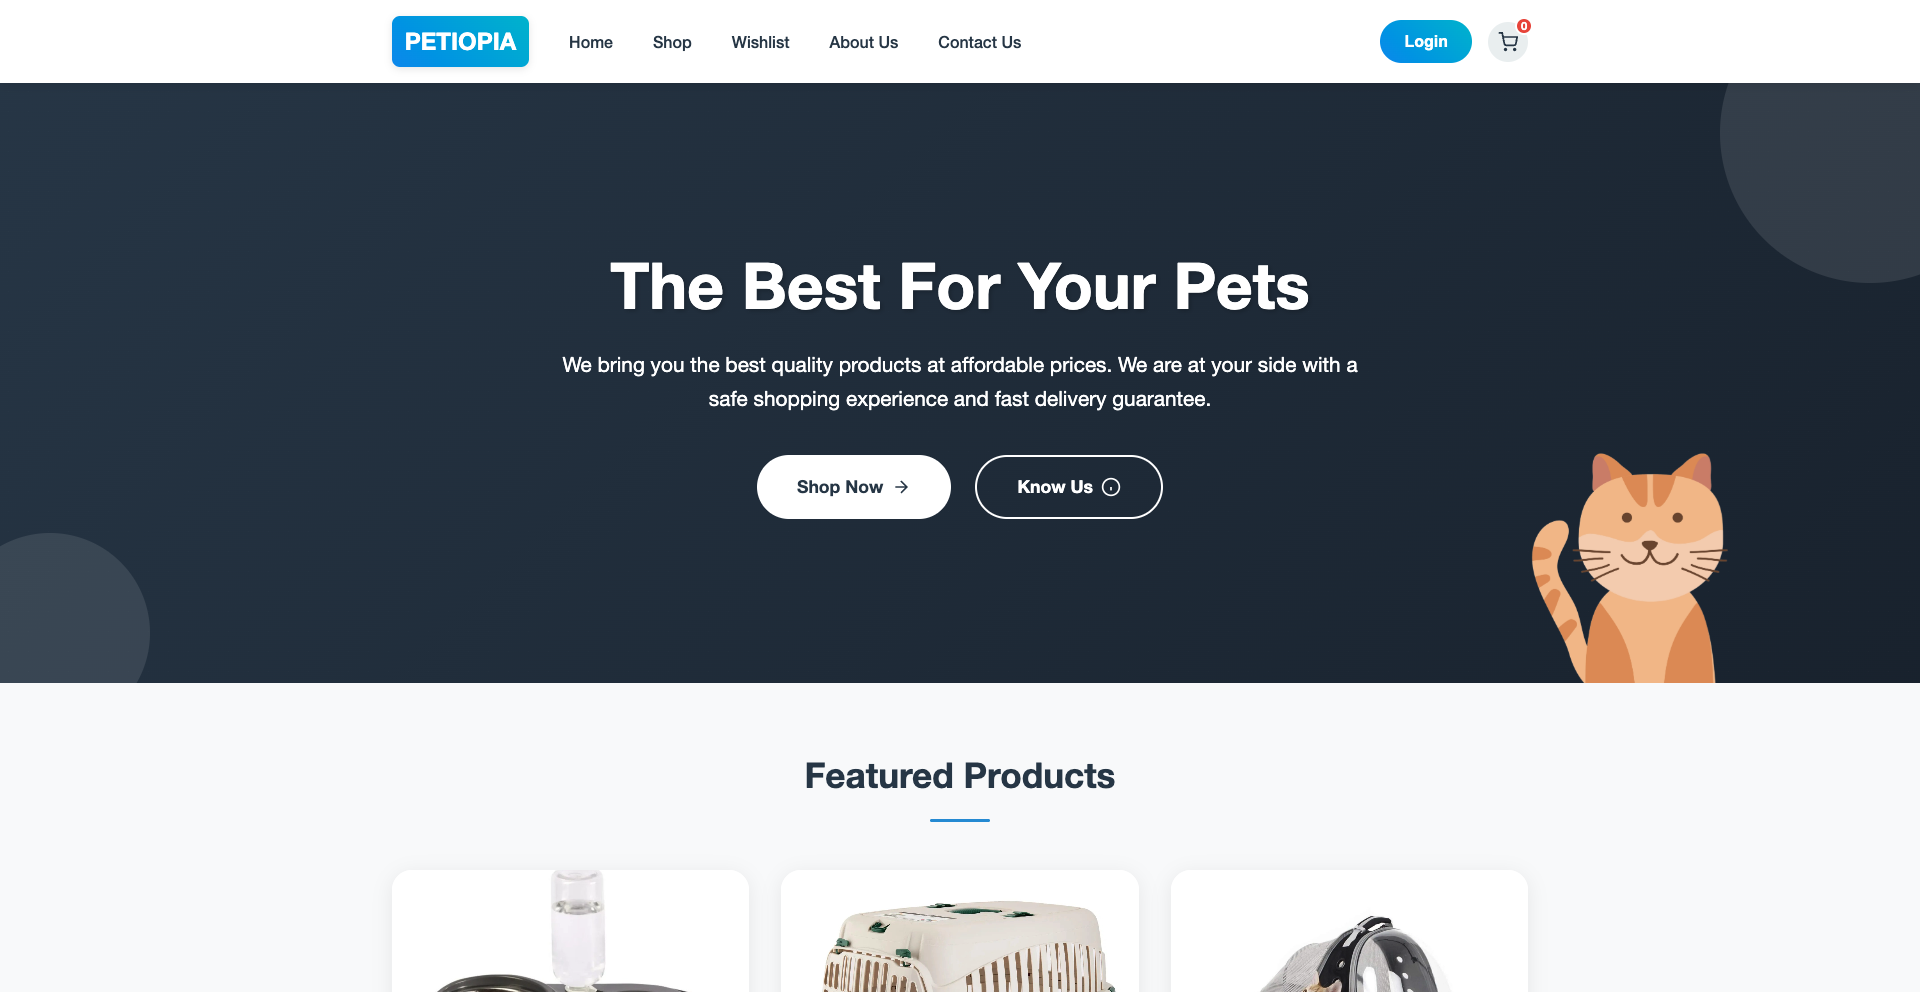 PETIOPIA
Home
Shop
Wishlist
About Us
Contact Us
Login
0
The Best For Your Pets
We bring you the best quality products at affordable prices. We are at your side with a
safe shopping experience and fast delivery guarantee.
Shop Now
Know Us
Featured Products